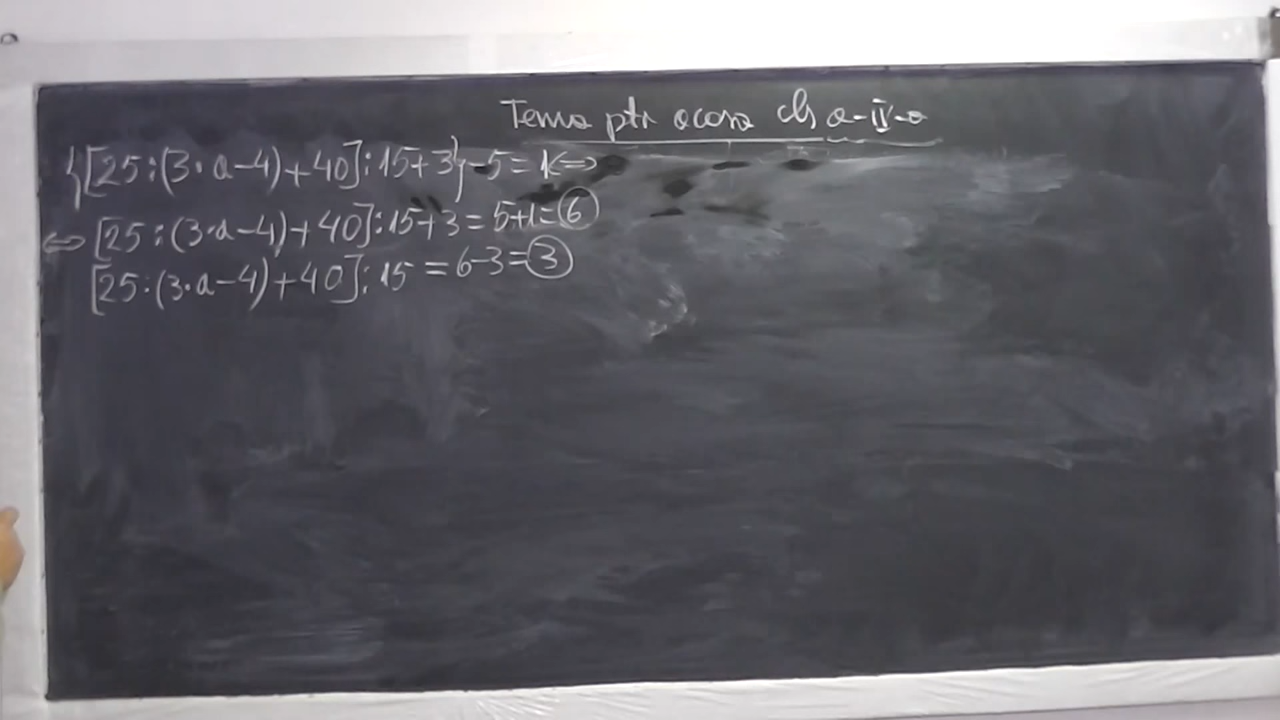 Tema ptr acasa cls a-IV-a
{[25:(3·a-4)+40]:15+3}-5=1<=>
<=> [25:(3·a-4)+40]:15+3=5+1=6
[25:(3·a-4)+40]:15=6-3=3